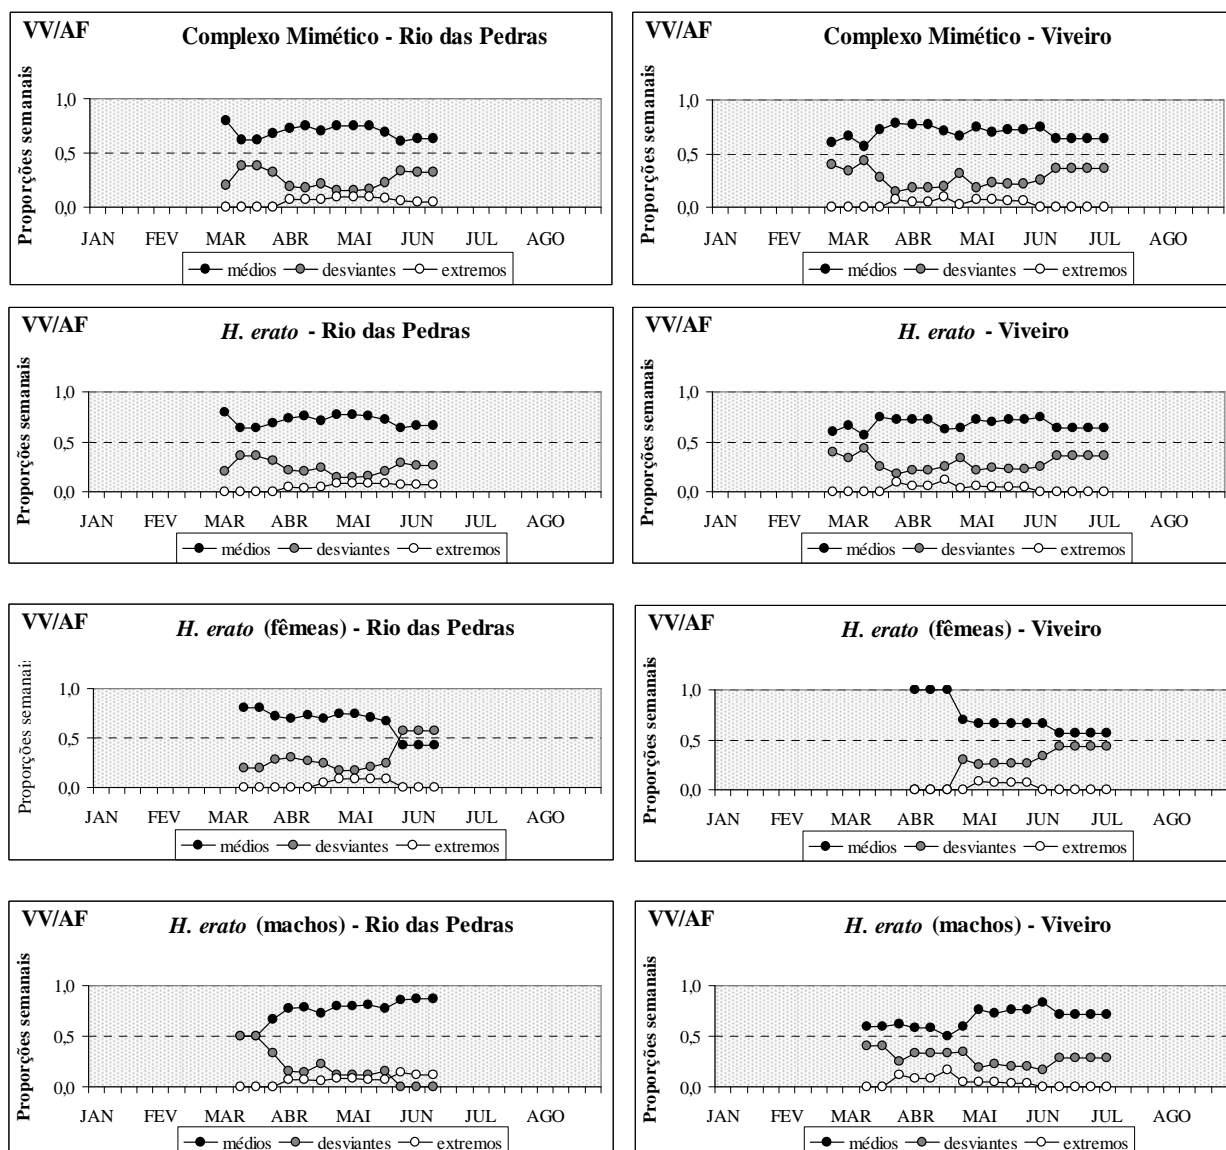 VV/AF Complexo Mimético - Rio das Pedras
Proporções semanais
1,0
0,5
0,0
JAN FEV MAR ABR MAI JUN JUL AGO
médios desviantes extremos
VV/AF Complexo Mimético - Viveiro
Proporções semanais
1,0
0,5
0,0
JAN FEV MAR ABR MAI JUN JUL AGO
médios desviantes extremos
VV/AF H. erato - Rio das Pedras
Proporções semanais
1,0
0,5
0,0
JAN FEV MAR ABR MAI JUN JUL AGO
médios desviantes extremos
VV/AF H. erato - Viveiro
Proporções semanais
1,0
0,5
0,0
JAN FEV MAR ABR MAI JUN JUL AGO
médios desviantes extremos
VV/AF H. erato (fêmeas) - Rio das Pedras
Proporções semanais
1,0
0,5
0,0
JAN FEV MAR ABR MAI JUN JUL AGO
médios desviantes extremos
VV/AF H. erato (fêmeas) - Viveiro
Proporções semanais
1,0
0,5
0,0
JAN FEV MAR ABR MAI JUN JUL AGO
médios desviantes extremos
VV/AF H. erato (machos) - Rio das Pedras
Proporções semanais
1,0
0,5
0,0
JAN FEV MAR ABR MAI JUN JUL AGO
médios desviantes extremos
VV/AF H. erato (machos) - Viveiro
Proporções semanais
1,0
0,5
0,0
JAN FEV MAR ABR MAI JUN JUL AGO
médios desviantes extremos